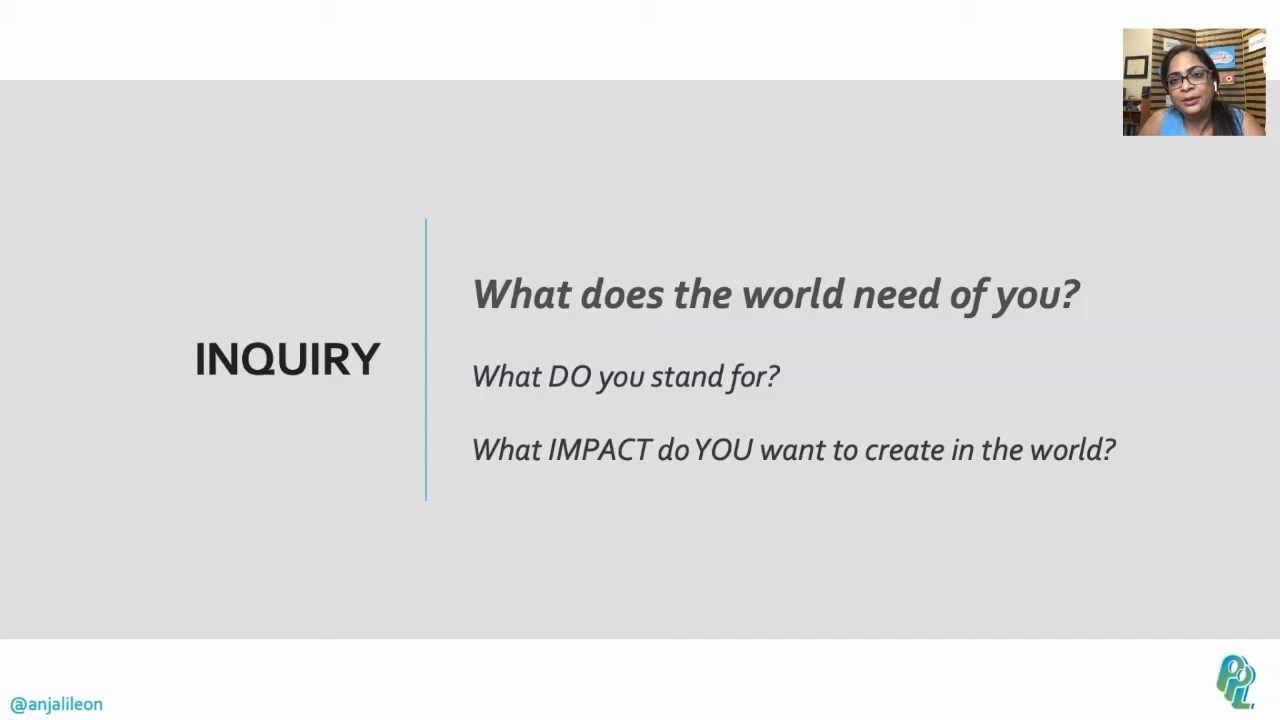 INQUIRY
What does the world need of you?
What DO you stand for?
What IMPACT do YOU want to create in the world?
@anjalileon
PPL